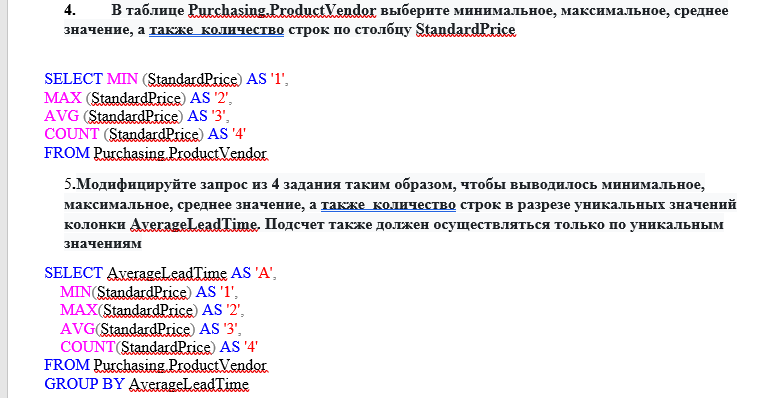 4. В таблице Purchasing.ProductVendor выберите минимальное, максимальное, среднее
значение, а также количество строк по столбцу StandardPrice
SELECT MIN (StandardPrice) AS '1',
MAX (StandardPrice) AS '2',
AVG (StandardPrice) AS '3',
COUNT (StandardPrice) AS '4'
FROM Purchasing.ProductVendor
5.Модифицируйте запрос из 4 задания таким образом, чтобы выводилось минимальное,
максимальное, среднее значение, а также количество строк в разрезе уникальных значений
колонки AverageLeadTime. Подсчет также должен осуществляться только по уникальным
значениям
SELECT AverageLeadTime AS 'A',
MIN(StandardPrice) AS '1',
MAX(StandardPrice) AS '2',
AVG(StandardPrice) AS '3',
COUNT(StandardPrice) AS '4'
FROM Purchasing.ProductVendor
GROUP BY AverageLeadTime